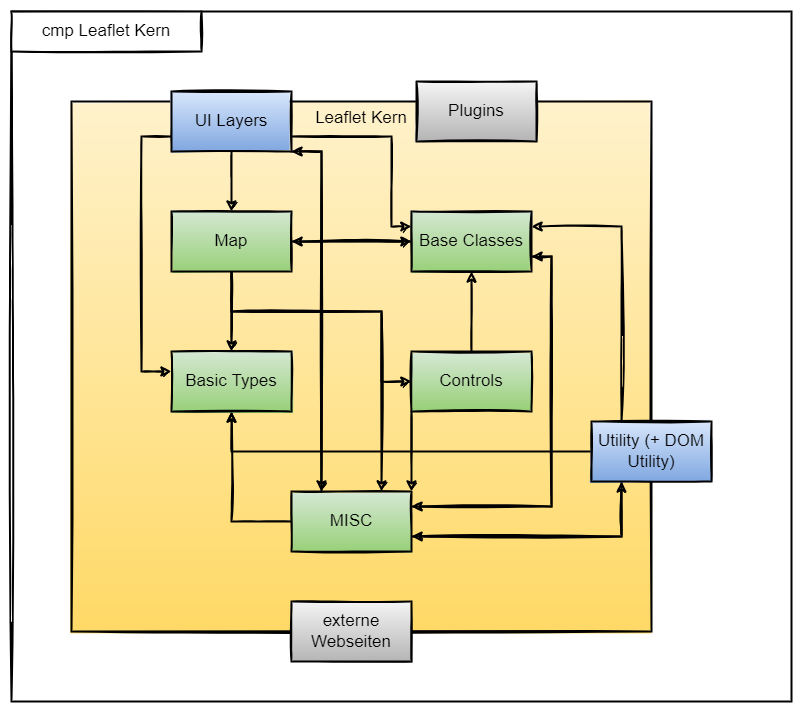 cmp Leaflet Kern
UI Layers
Leaflet Kern
Plugins
Map
Base Classes
Basic Types
Controls
Utility (+ DOM
Utility)
MISC
externe
Webseiten